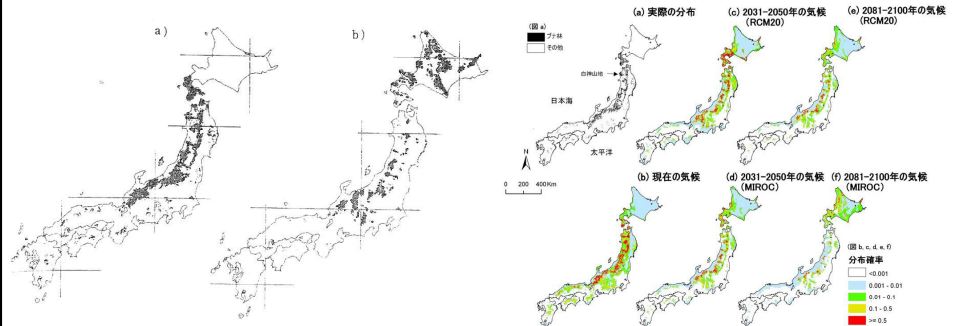 a)
b)
(a) 実際の分布
(図 a)
ブナ林
その他
白神山地
日本海
太平洋
N
0 200 400Km
(c) 2031-2050年の気候
(RCM20)
(e) 2081-2100年の気候
(RCM20)
(b) 現在の気候
(d) 2031-2050年の気候
(MIROC)
(f) 2081-2100年の気候
(MIROC)
(図 b, c, d, e, f)
分布確率
<0.001
0.001 - 0.01
0.01 - 0.1
0.1 - 0.5
>= 0.5